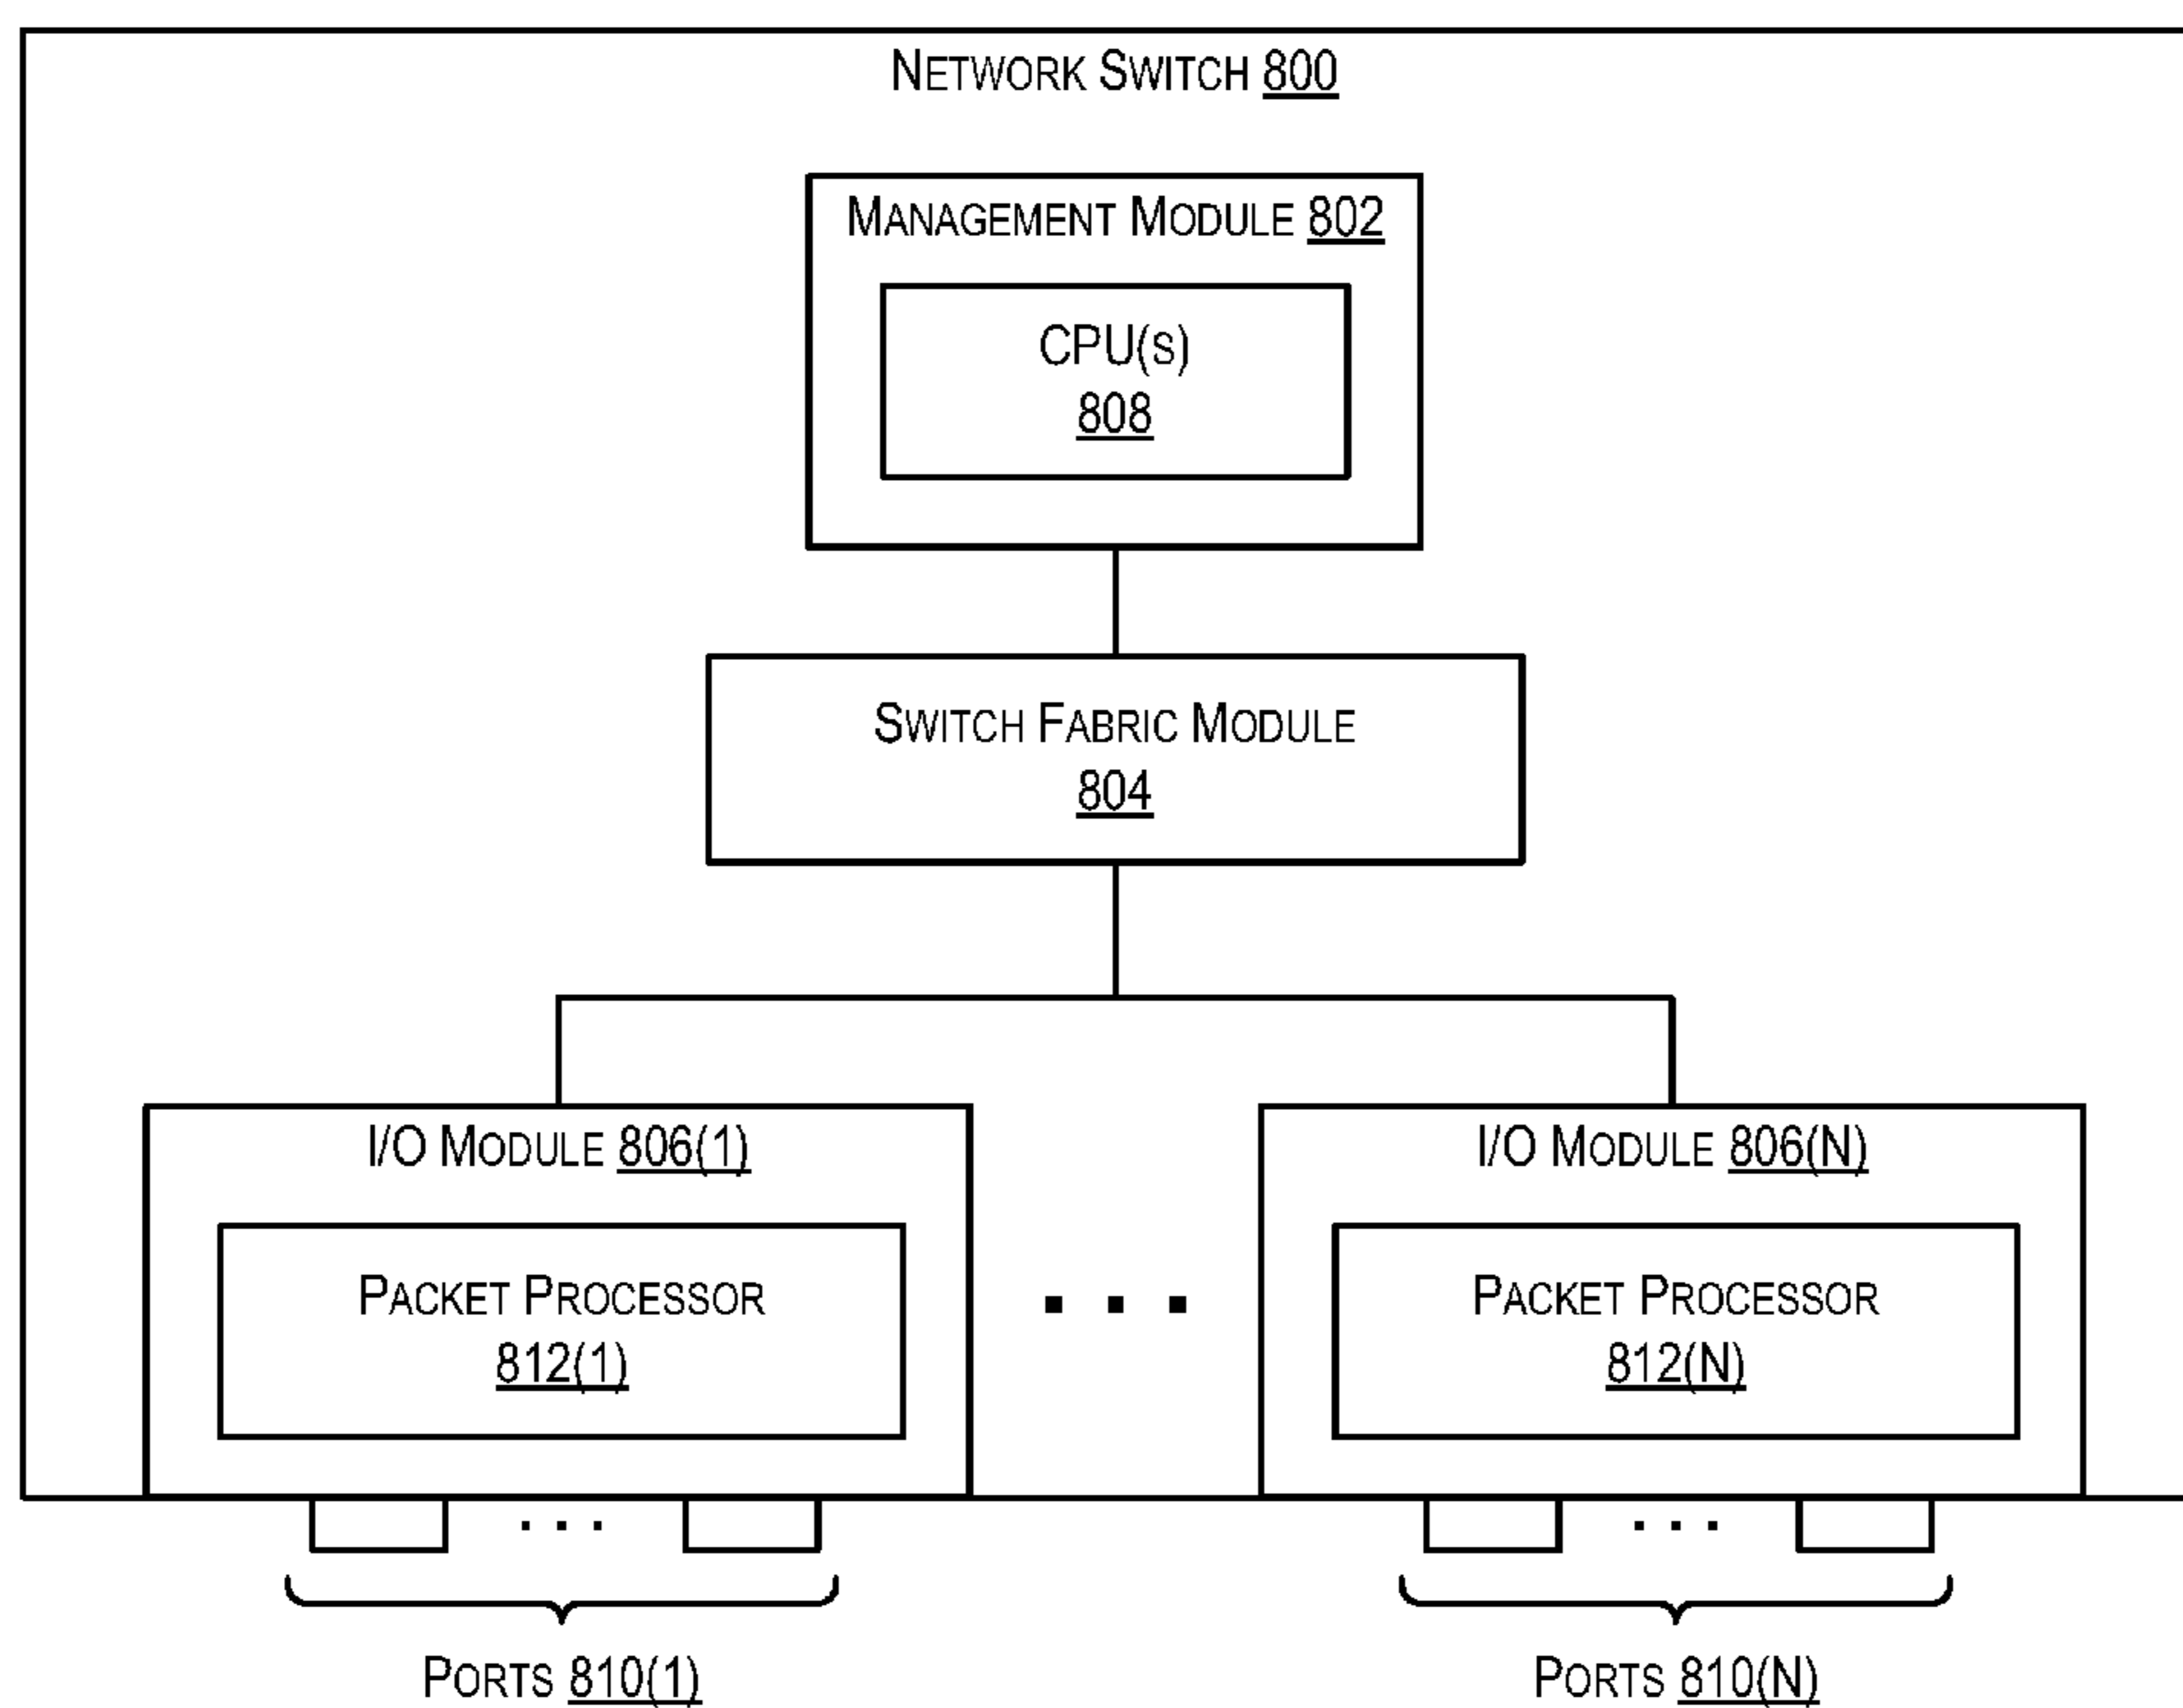 NETWORK SWITCH 800
MANAGEMENT MODULE 802
CPU(s)
808
SWITCH FABRIC MODULE
804
I/O MODULE 806(1)
I/O MODULE 806(N)
PACKET PROCESSOR
812(1)
. . .
PACKET PROCESSOR
812(N)
. . .
. . .
PORTS 810(1)
PORTS 810(N)